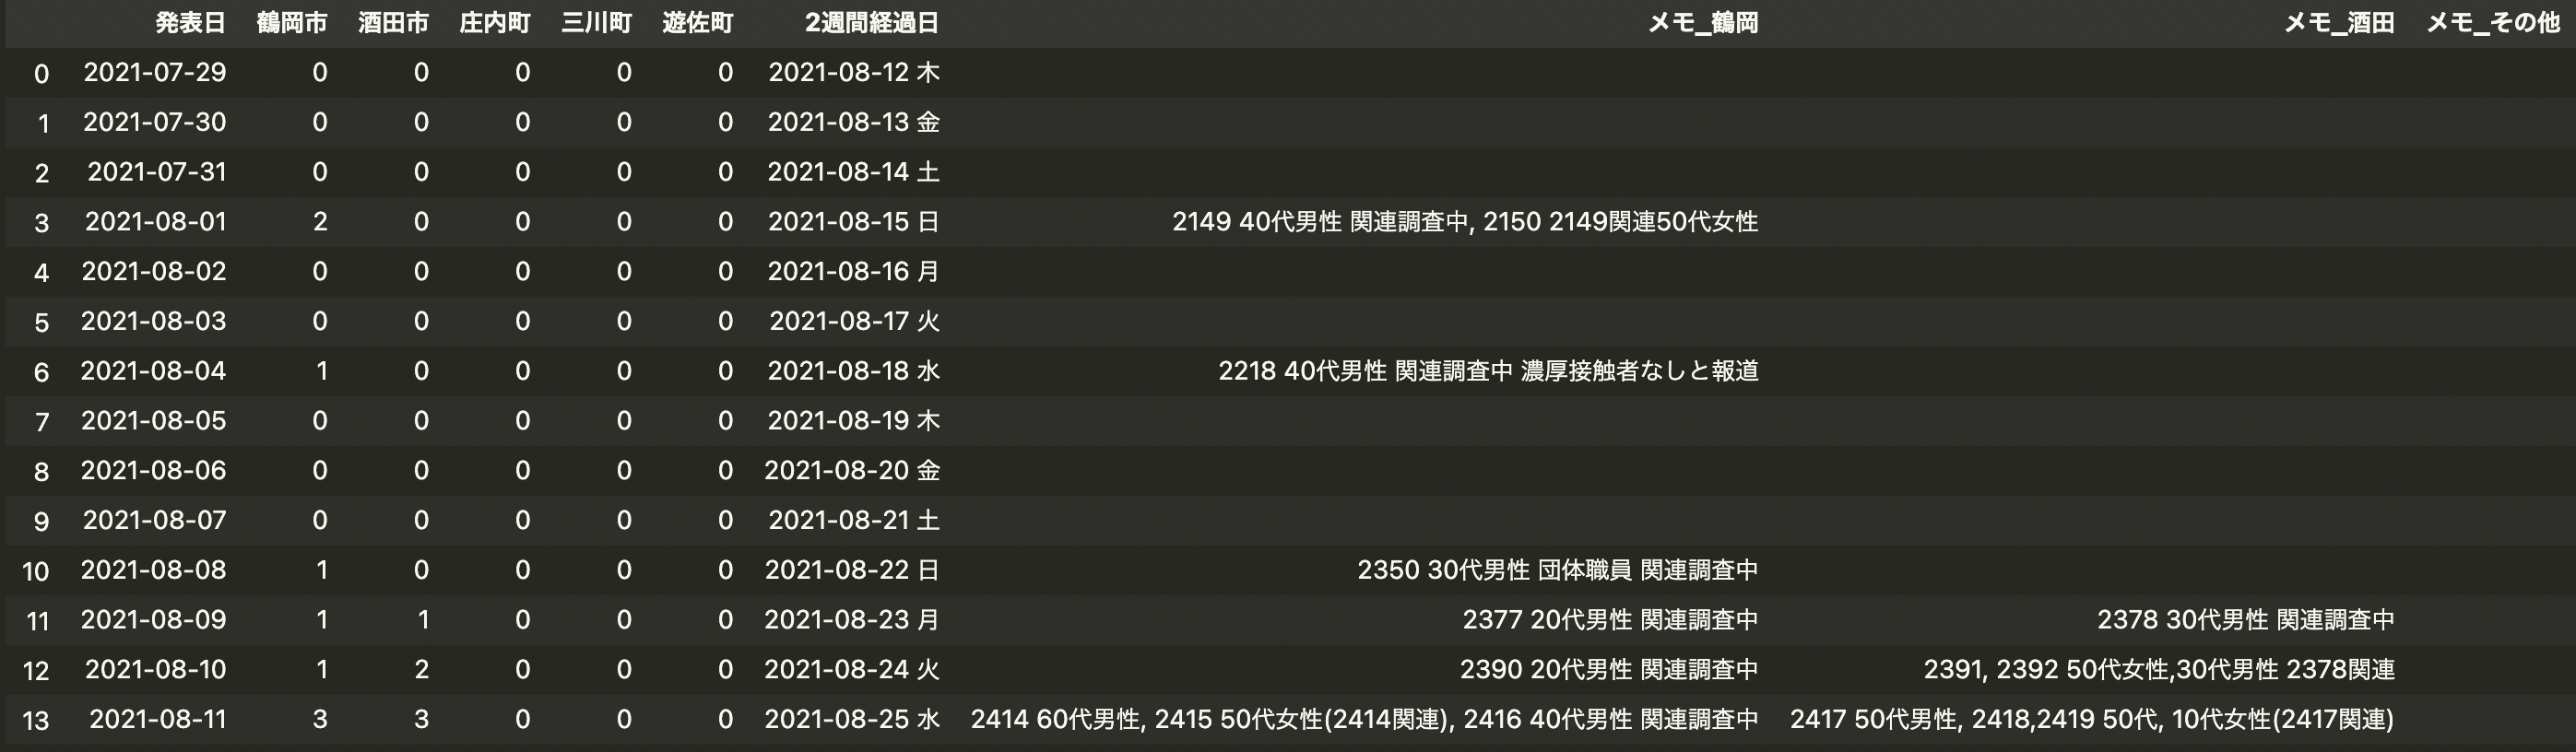 発表日 鶴岡市 酒田市 庄内町 三川町 遊佐町 2週間経過日 メモ_鶴岡 メモ_酒田 メモ_その他
0 2021-07-29 0 0 0 0 0 2021-08-12 木
1 2021-07-30 0 0 0 0 0 2021-08-13 金
2 2021-07-31 0 0 0 0 0 2021-08-14 土
3 2021-08-01 2 0 0 0 0 2021-08-15 日 2149 40代男性 関連調査中, 2150 2149関連50代女性
4 2021-08-02 0 0 0 0 0 2021-08-16 月
5 2021-08-03 0 0 0 0 0 2021-08-17 火
6 2021-08-04 1 0 0 0 0 2021-08-18 水 2218 40代男性 関連調査中 濃厚接触者なしと報道
7 2021-08-05 0 0 0 0 0 2021-08-19 木
8 2021-08-06 0 0 0 0 0 2021-08-20 金
9 2021-08-07 0 0 0 0 0 2021-08-21 土
10 2021-08-08 1 0 0 0 0 2021-08-22 日 2350 30代男性 団体職員 関連調査中
11 2021-08-09 1 1 0 0 0 2021-08-23 月 2377 20代男性 関連調査中 2378 30代男性 関連調査中
12 2021-08-10 1 2 0 0 0 2021-08-24 火 2390 20代男性 関連調査中 2391, 2392 50代女性,30代男性 2378関連
13 2021-08-11 3 3 0 0 0 2021-08-25 水 2414 60代男性, 2415 50代女性(2414関連), 2416 40代男性 関連調査中 2417 50代男性, 2418,2419 50代, 10代女性(2417関連)